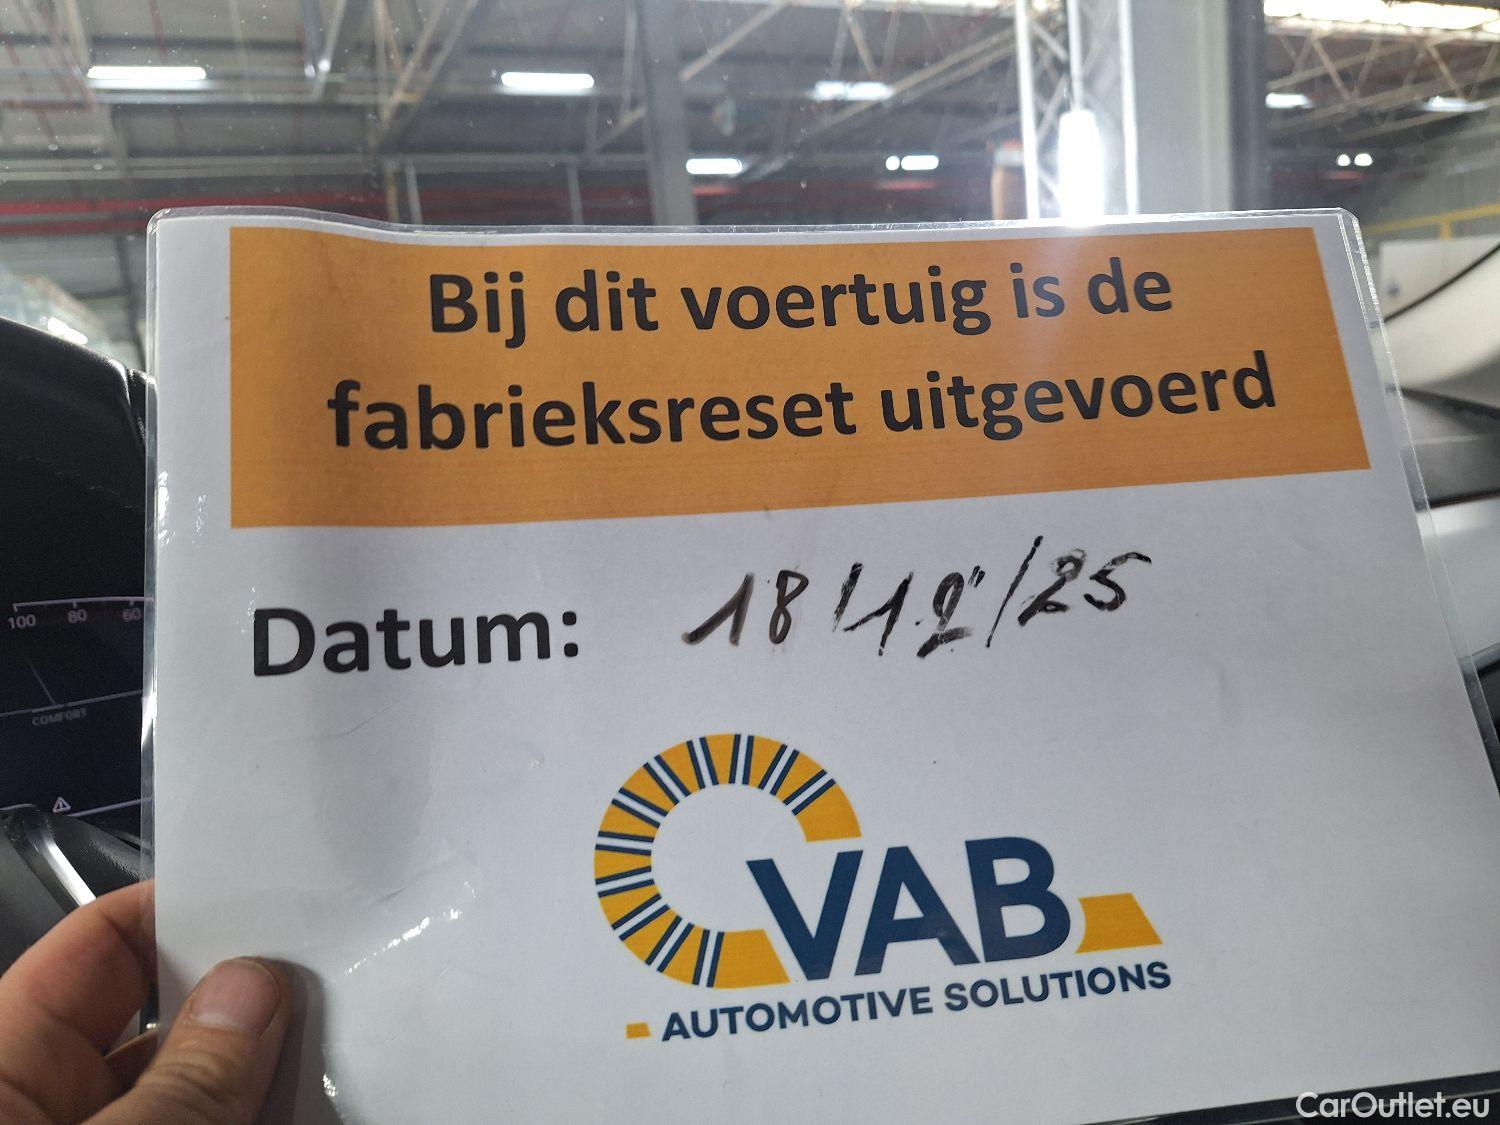 Bij dit voertuig is de
fabrieksreset uitgevoerd
Datum: 18/12/25
100 80 60
COMFORT
VAB
AUTOMOTIVE SOLUTIONS
CarOutlet.eu